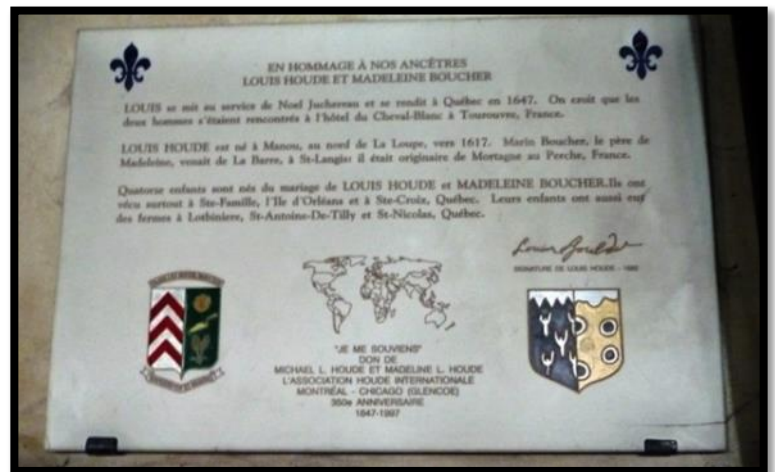 EN HOMMAGE À NOS ANCÊTRES
LOUIS HOUDE ET MADELEINE BOUCHER
LOUIS se mit au service de Noel Juchereau et se rendit à Québec en 1647. On croit que les
deux hommes s'étaient rencontrés à l'hôtel du Cheval-Blanc à Tourouvre, France.
LOUIS HOUDE est né à Manou, au nord de La Loupe, vers 1617. Marin Boucher, le père de
Madeleine, venait de La Barre, à St-Langis: il était originaire de Mortagne au Perche, France.
Quatorze enfants sont nés du mariage de LOUIS HOUDE et MADELEINE BOUCHER.Ils ont
vécu surtout à Ste-Famille, l'Ile d'Orléans et à Ste-Croix, Québec. Leurs enfants ont aussi eu
des fermes à Lotbiniere, St-Antoine-De-Tilly et St-Nicolas, Québec.
Louis Houde
SIGNATURE DE LOUIS HOUDE -
"JE ME SOUVIENS"
DON DE
MICHAEL L. HOUDE ET MADELINE L. HOUDE
L'ASSOCIATION HOUDE INTERNATIONALE
MONTRÉAL - CHICAGO (GLENCOE)
350e ANNIVERSAIRE
1647-1997